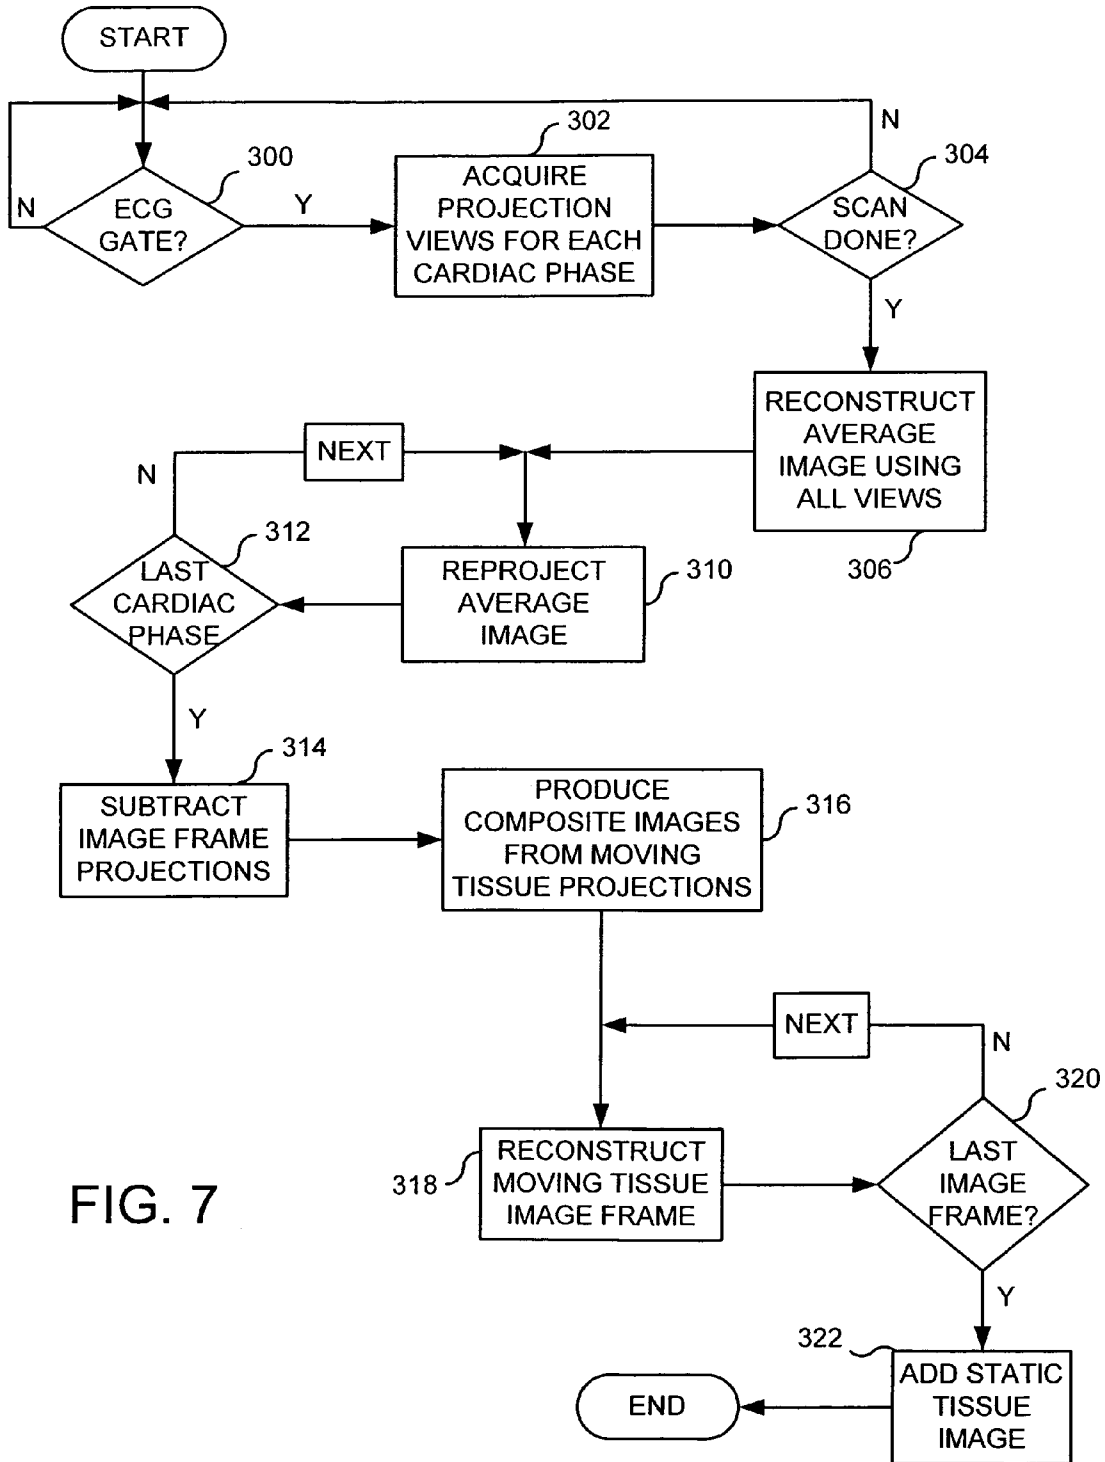 START
N
300
ECG
GATE?
Y
302
ACQUIRE
PROJECTION
VIEWS FOR EACH
CARDIAC PHASE
N
304
SCAN
DONE?
Y
RECONSTRUCT
AVERAGE
IMAGE USING
ALL VIEWS
306
NEXT
N
312
LAST
CARDIAC
PHASE
REPROJECT
AVERAGE
IMAGE
310
Y
314
SUBTRACT
IMAGE FRAME
PROJECTIONS
PRODUCE
COMPOSITE IMAGES
FROM MOVING
TISSUE PROJECTIONS
316
NEXT
N
320
RECONSTRUCT
MOVING TISSUE
IMAGE FRAME
318
LAST
IMAGE
FRAME?
FIG. 7
Y
322
ADD STATIC
TISSUE
IMAGE
END